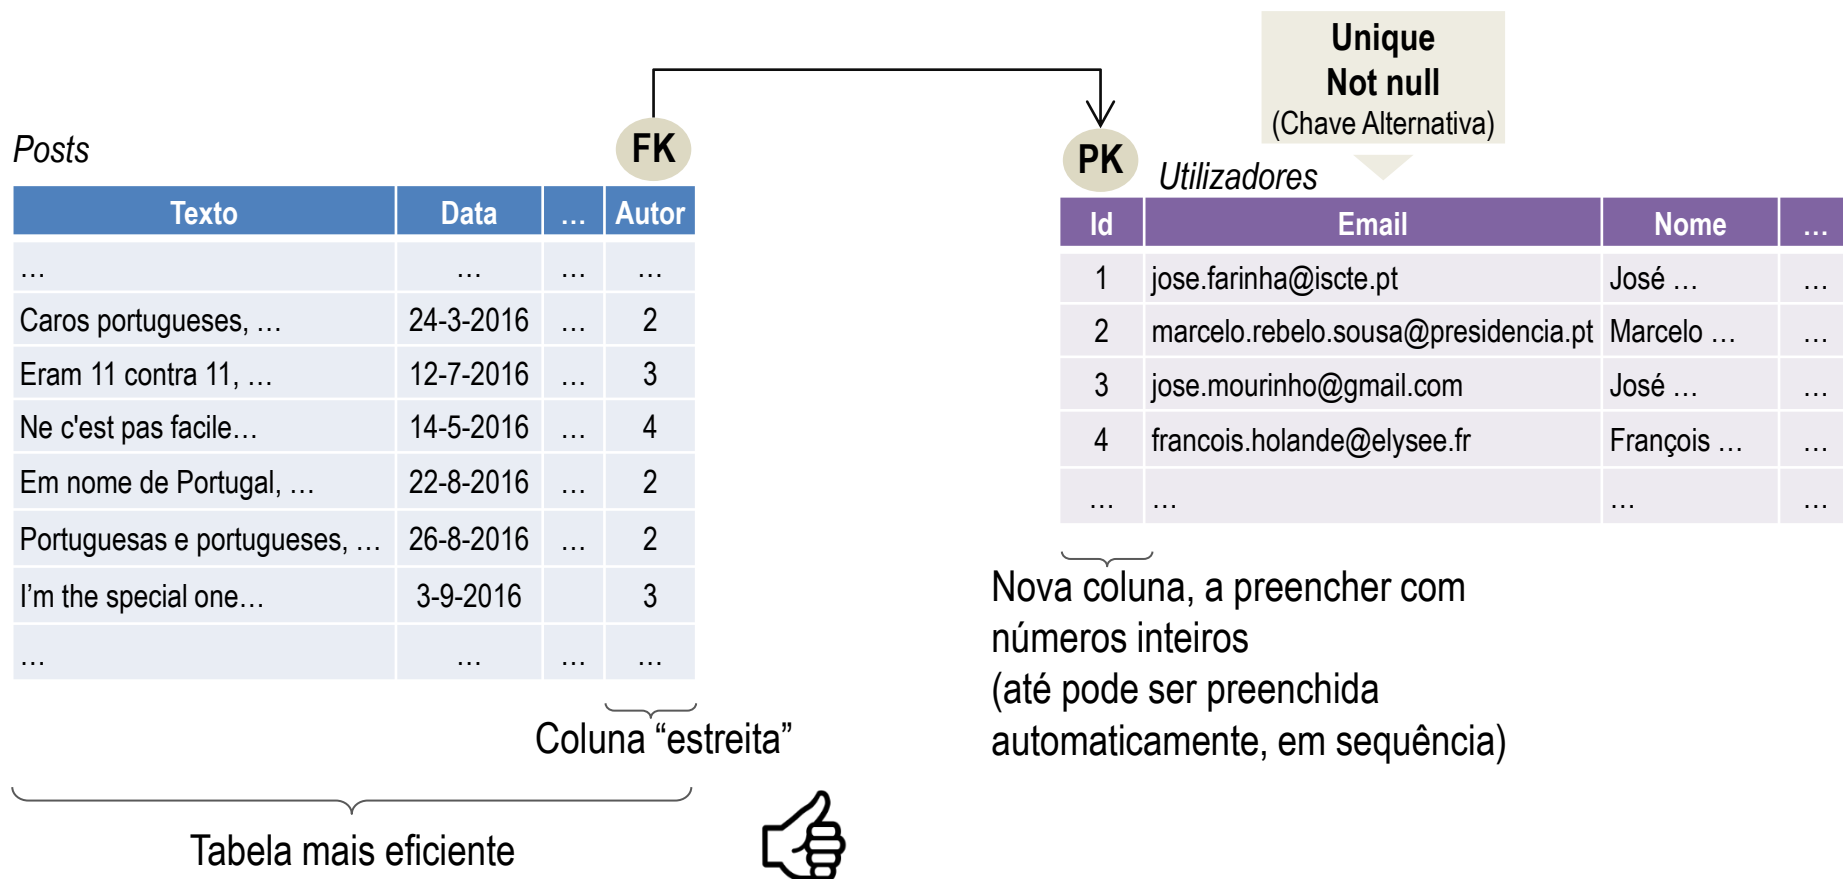 Unique
Not null
(Chave Alternativa)
Posts
FK
PK
Utilizadores
Texto Data … Autor
… … … …
Caros portugueses, … 24-3-2016 … 2
Eram 11 contra 11, … 12-7-2016 … 3
Ne c'est pas facile… 14-5-2016 … 4
Em nome de Portugal, … 22-8-2016 … 2
Portuguesas e portugueses, … 26-8-2016 … 2
I’m the special one… 3-9-2016 3
… … … …
Id Email Nome …
1 jose.farinha@iscte.pt José … …
2 marcelo.rebelo.sousa@presidencia.pt Marcelo … …
3 jose.mourinho@gmail.com José … …
4 francois.holande@elysee.fr François … …
… … … …
Coluna “estreita”
Tabela mais eficiente
Nova coluna, a preencher com
números inteiros
(até pode ser preenchida
automaticamente, em sequência)